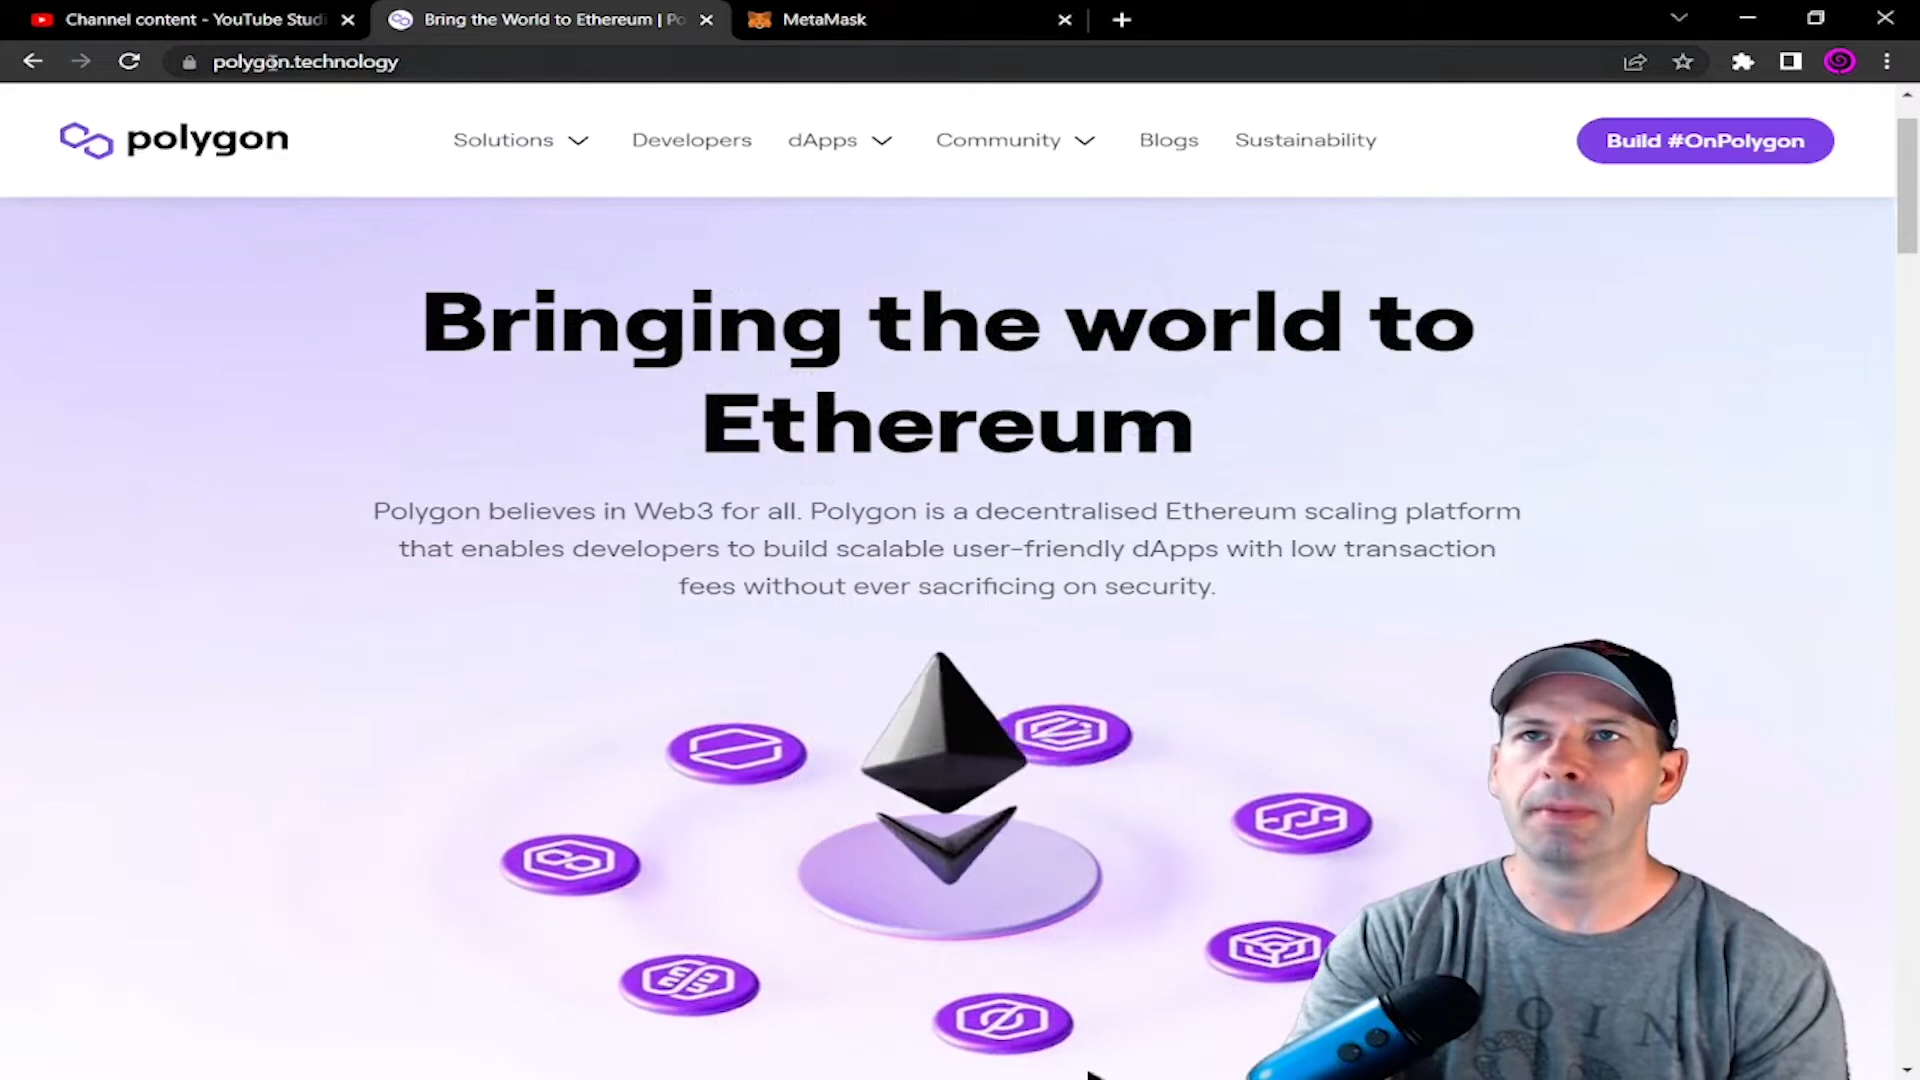 Channel content - YouTube Studi
Bring the World to Ethereum | Po
MetaMask
polygon.technology
polygon
Solutions
Developers
dApps
Community
Blogs
Sustainability
Build #OnPolygon
Bringing the world to
Ethereum
Polygon believes in Web3 for all. Polygon is a decentralised Ethereum scaling platform
that enables developers to build scalable user-friendly dApps with low transaction
fees without ever sacrificing on security.
OIN